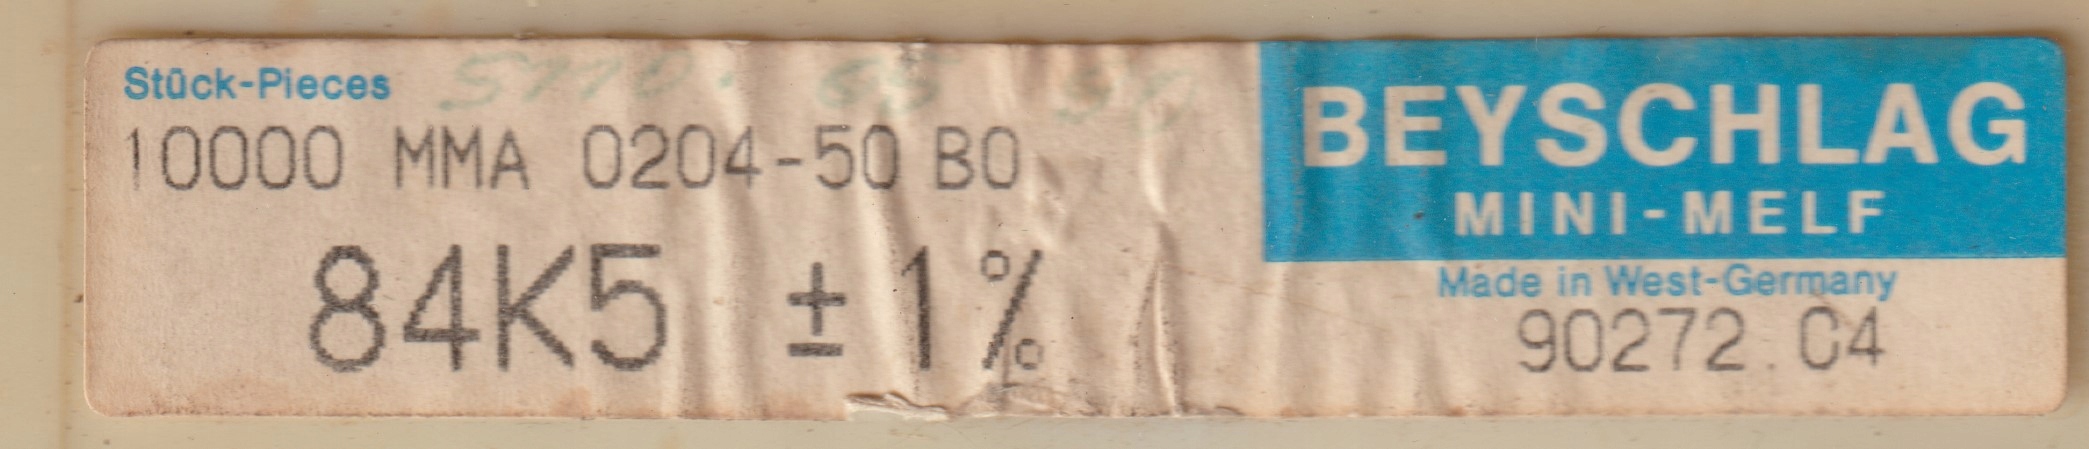 Stück-Pieces
10000 MMA 0204-50 B0
84K5 ±1%
BEYSCHLAG
MINI-MELF
Made in West-Germany
90272.C4